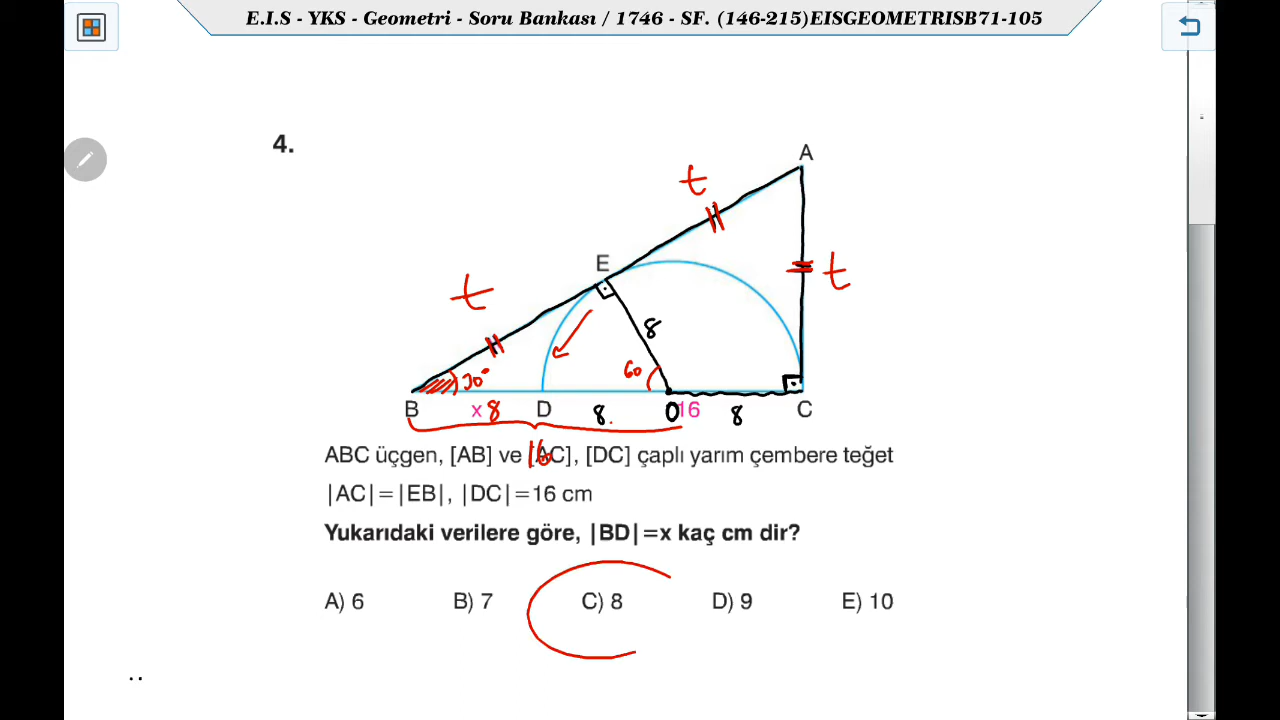 E.I.S - YKS - Geometri - Soru Bankası / 1746 - SF. (146-215)EISGEOMETRISB71-105
4.
A
t
E
t
t
8
60
30°
B x 8 D 8. O 16 8 C
16
ABC üçgen, [AB] ve [AC], [DC] çaplı yarım çembere teğet
|AC|=|EB|, |DC|=16 cm
Yukarıdaki verilere göre, |BD|=x kaç cm dir?
A) 6 B) 7 C) 8 D) 9 E) 10
..